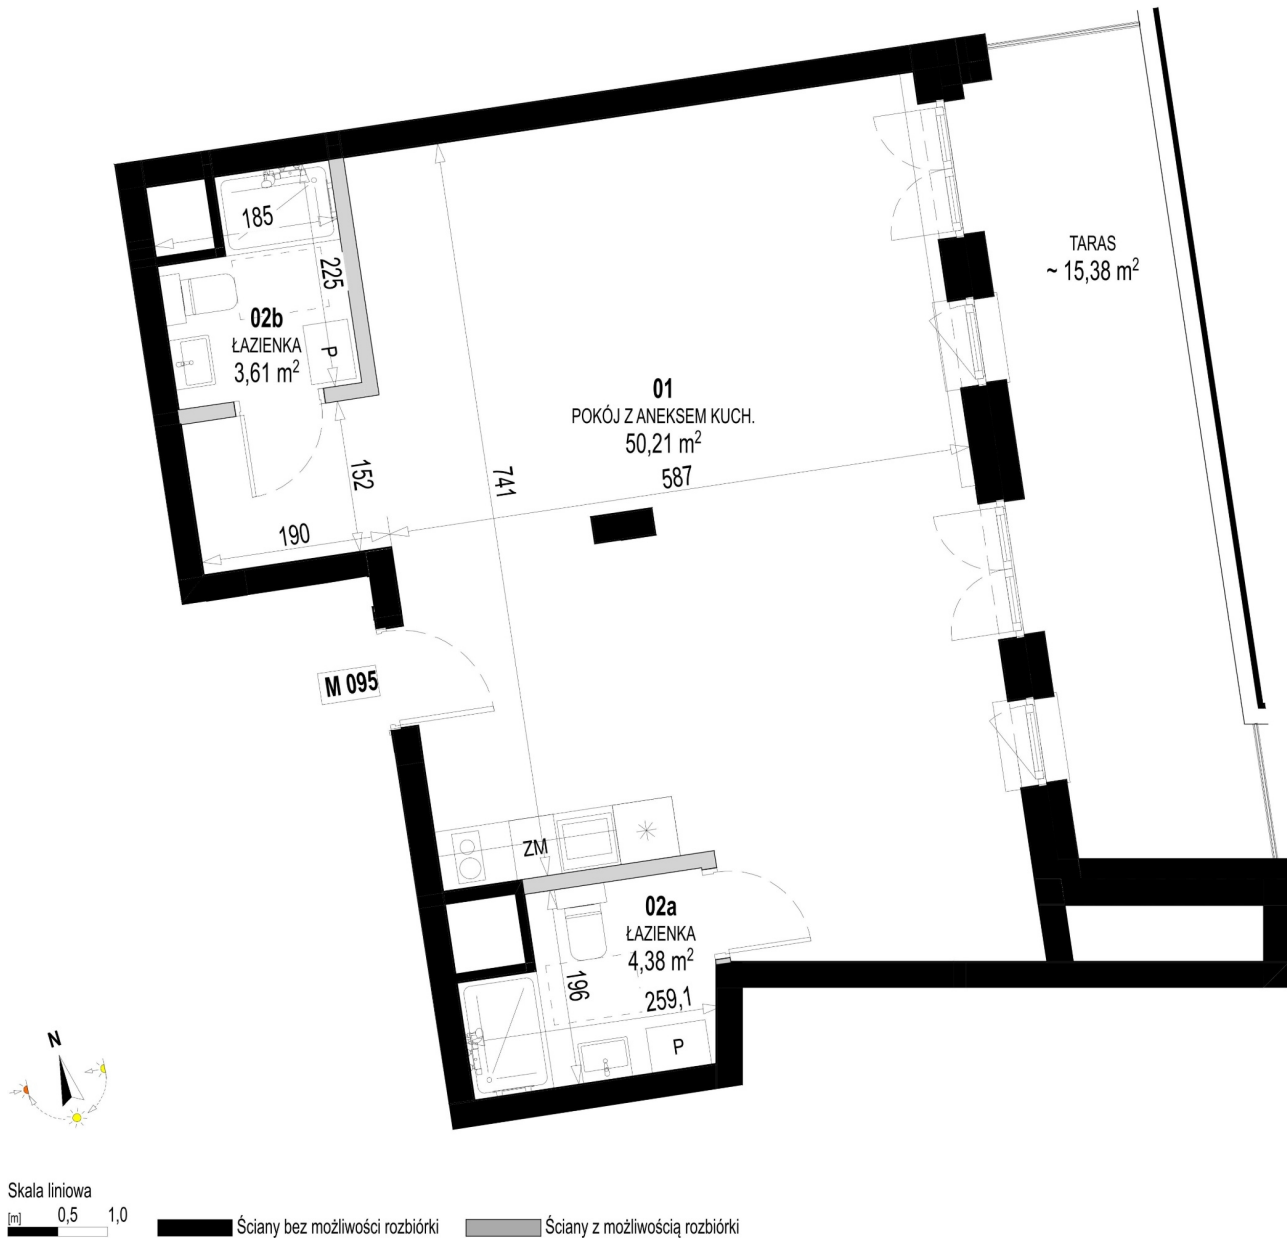 TARAS
~ 15,38 m²
185
225
02b
ŁAZIENKA
3,61 m²
P
01
POKÓJ Z ANEKSEM KUCH.
50,21 m²
587
741
152
190
M 095
ZM
02a
ŁAZIENKA
4,38 m²
196
259,1
P
N
Skala liniowa
[m] 0,5 1,0
Ściany bez możliwości rozbiórki
Ściany z możliwością rozbiórki